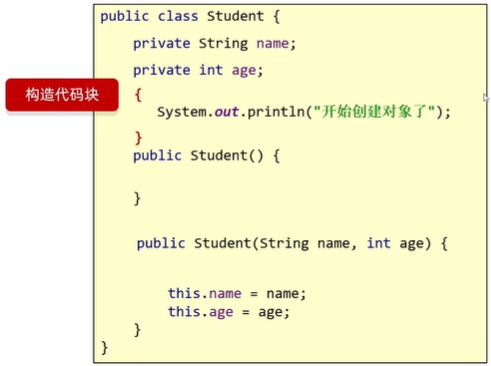 public class Student {
private String name;
private int age;
构造代码块
{
System.out.println("开始创建对象了");
}
public Student() {
}
public Student(String name, int age) {
this.name = name;
this.age = age;
}
}